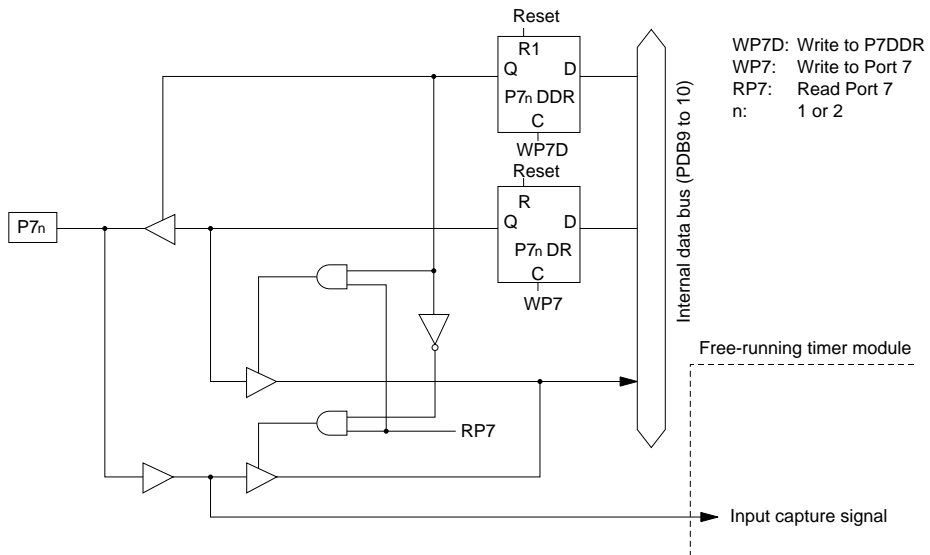 Reset
R1
Q
D
P7n DDR
C
WP7D
Reset
R
Q
D
P7n DR
C
WP7
P7n
RP7
Internal data bus (PDB9 to 10)
WP7D: Write to P7DDR
WP7: Write to Port 7
RP7: Read Port 7
n: 1 or 2
Free-running timer module
Input capture signal